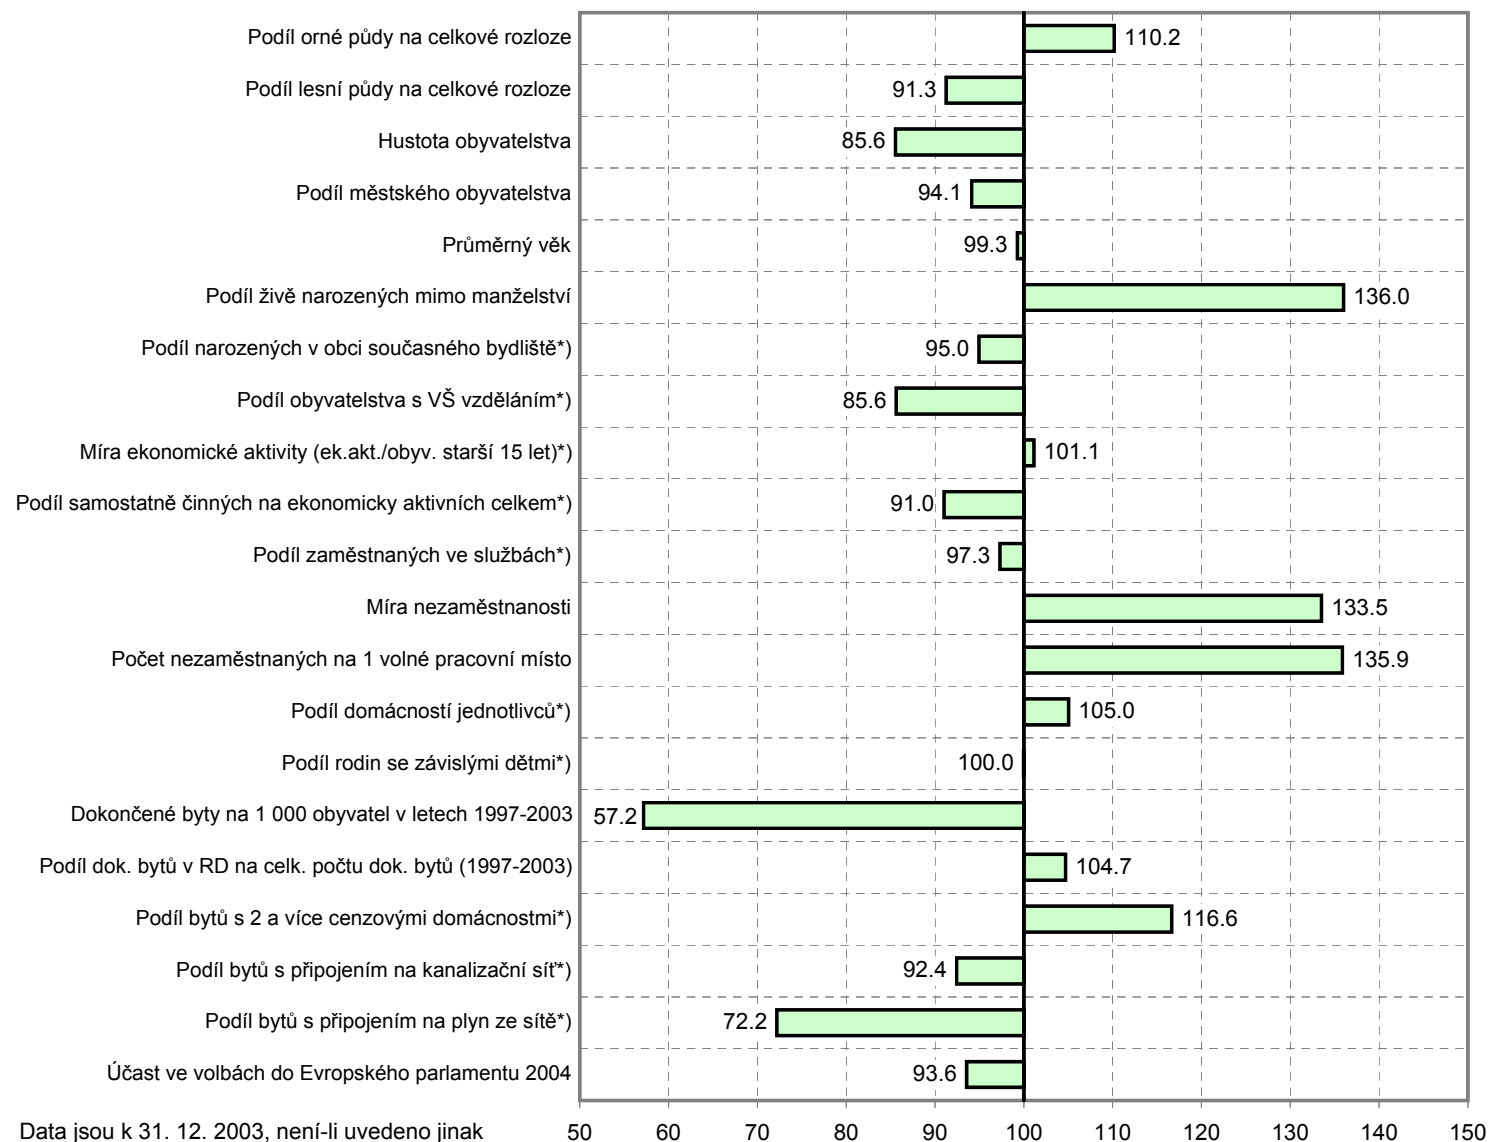 Podíl orné půdy na celkové rozloze 110.2
Podíl lesní půdy na celkové rozloze 91.3
Hustota obyvatelstva 85.6
Podíl městského obyvatelstva 94.1
Průměrný věk 99.3
Podíl živě narozených mimo manželství 136.0
Podíl narozených v obci současného bydliště*) 95.0
Podíl obyvatelstva s VŠ vzděláním*) 85.6
Míra ekonomické aktivity (ek.akt./obyv. starší 15 let)*) 101.1
Podíl samostatně činných na ekonomicky aktivních celkem*) 91.0
Podíl zaměstnaných ve službách*) 97.3
Míra nezaměstnanosti 133.5
Počet nezaměstnaných na 1 volné pracovní místo 135.9
Podíl domácností jednotlivců*) 105.0
Podíl rodin se závislými dětmi*) 100.0
Dokončené byty na 1 000 obyvatel v letech 1997-2003 57.2
Podíl dok. bytů v RD na celk. počtu dok. bytů (1997-2003) 104.7
Podíl bytů s 2 a více cenzovými domácnostmi*) 116.6
Podíl bytů s připojením na kanalizační síť*) 92.4
Podíl bytů s připojením na plyn ze sítě*) 72.2
Účast ve volbách do Evropského parlamentu 2004 93.6
Data jsou k 31. 12. 2003, není-li uvedeno jinak 50 60 70 80 90 100 110 120 130 140 150